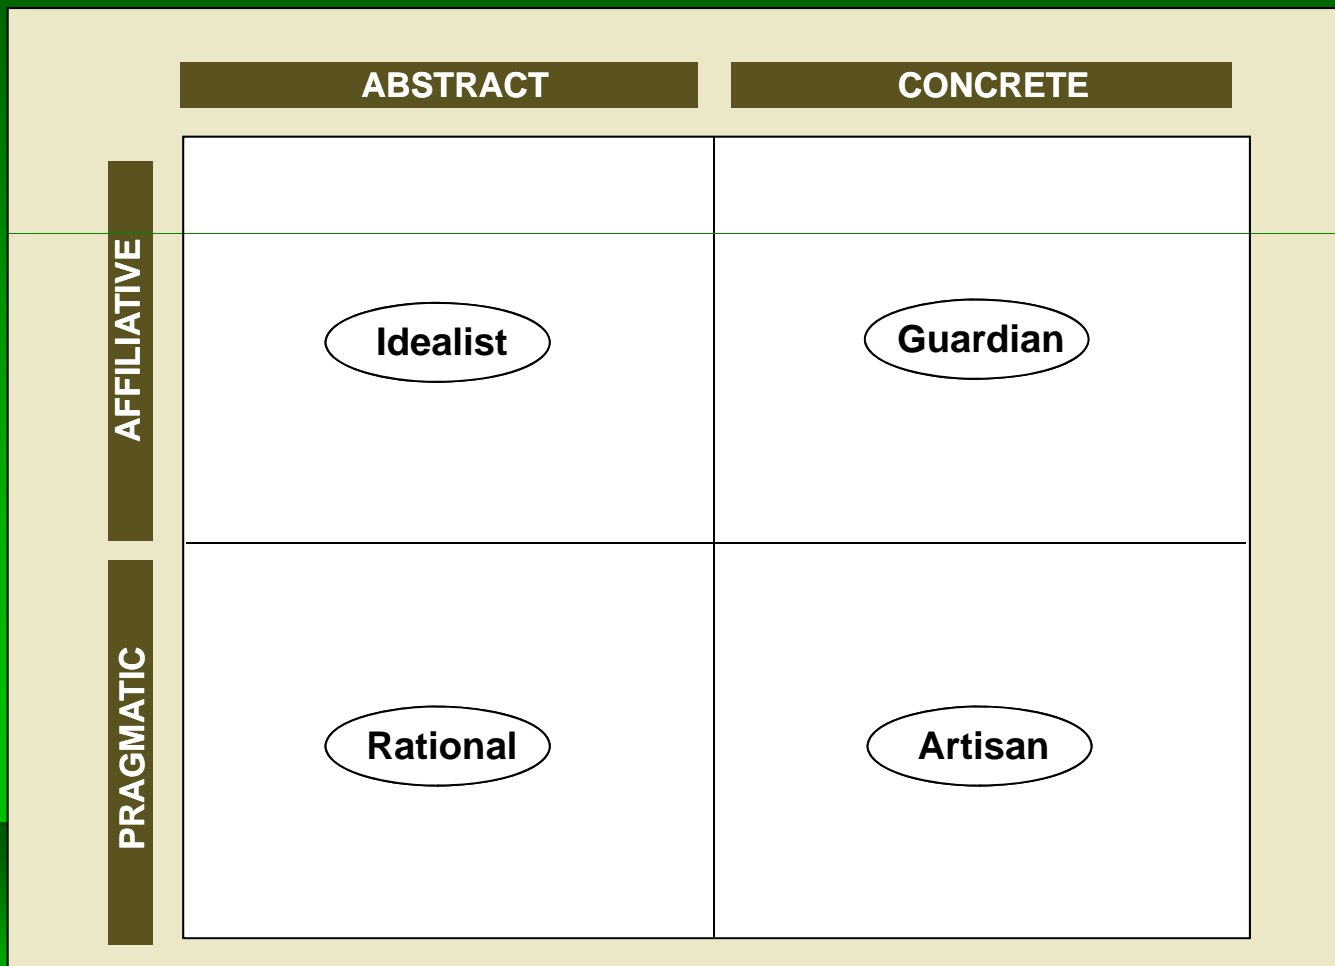 ABSTRACT
CONCRETE
AFFILIATIVE
Idealist
Guardian
PRAGMATIC
Rational
Artisan